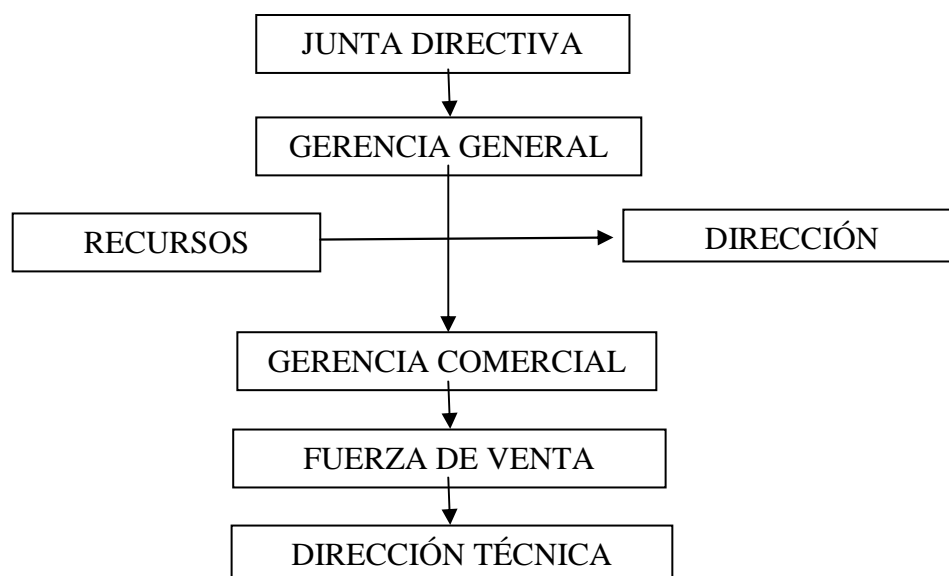 JUNTA DIRECTIVA
GERENCIA GENERAL
RECURSOS
DIRECCIÓN
GERENCIA COMERCIAL
FUERZA DE VENTA
DIRECCIÓN TÉCNICA